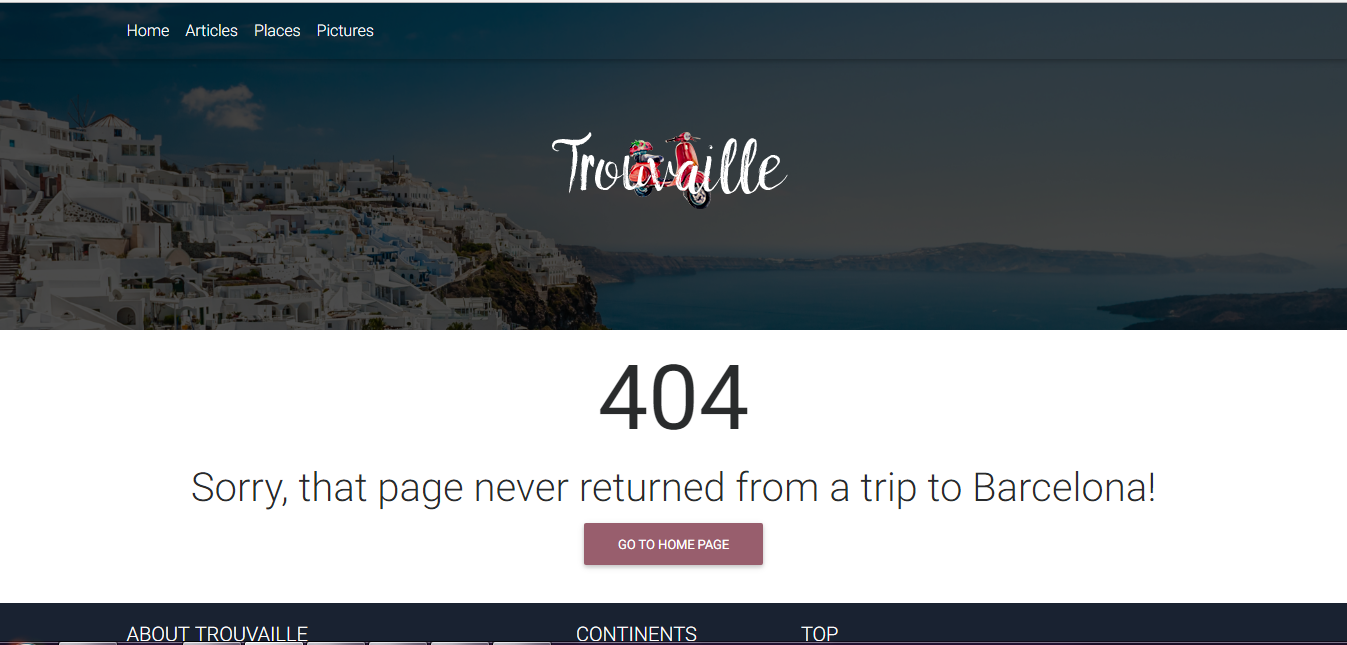 Home Articles Places Pictures
Trouvaille
404
Sorry, that page never returned from a trip to Barcelona!
GO TO HOME PAGE
ABOUT TROUVAILLE CONTINENTS TOP